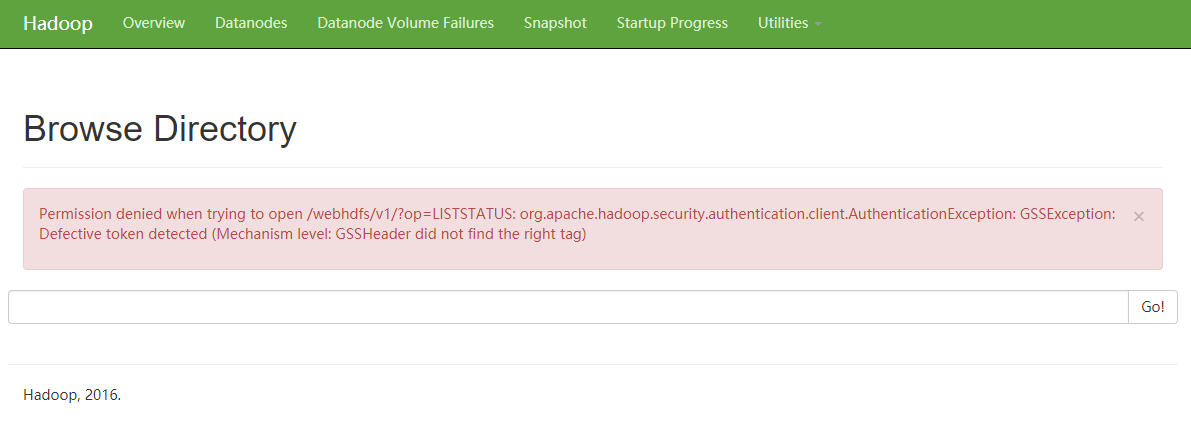 Hadoop Overview Datanodes Datanode Volume Failures Snapshot Startup Progress Utilities
Browse Directory
Permission denied when trying to open /webhdfs/v1/?op=LISTSTATUS: org.apache.hadoop.security.authentication.client.AuthenticationException: GSSException: ×
Defective token detected (Mechanism level: GSSHeader did not find the right tag)
Go!
Hadoop, 2016.